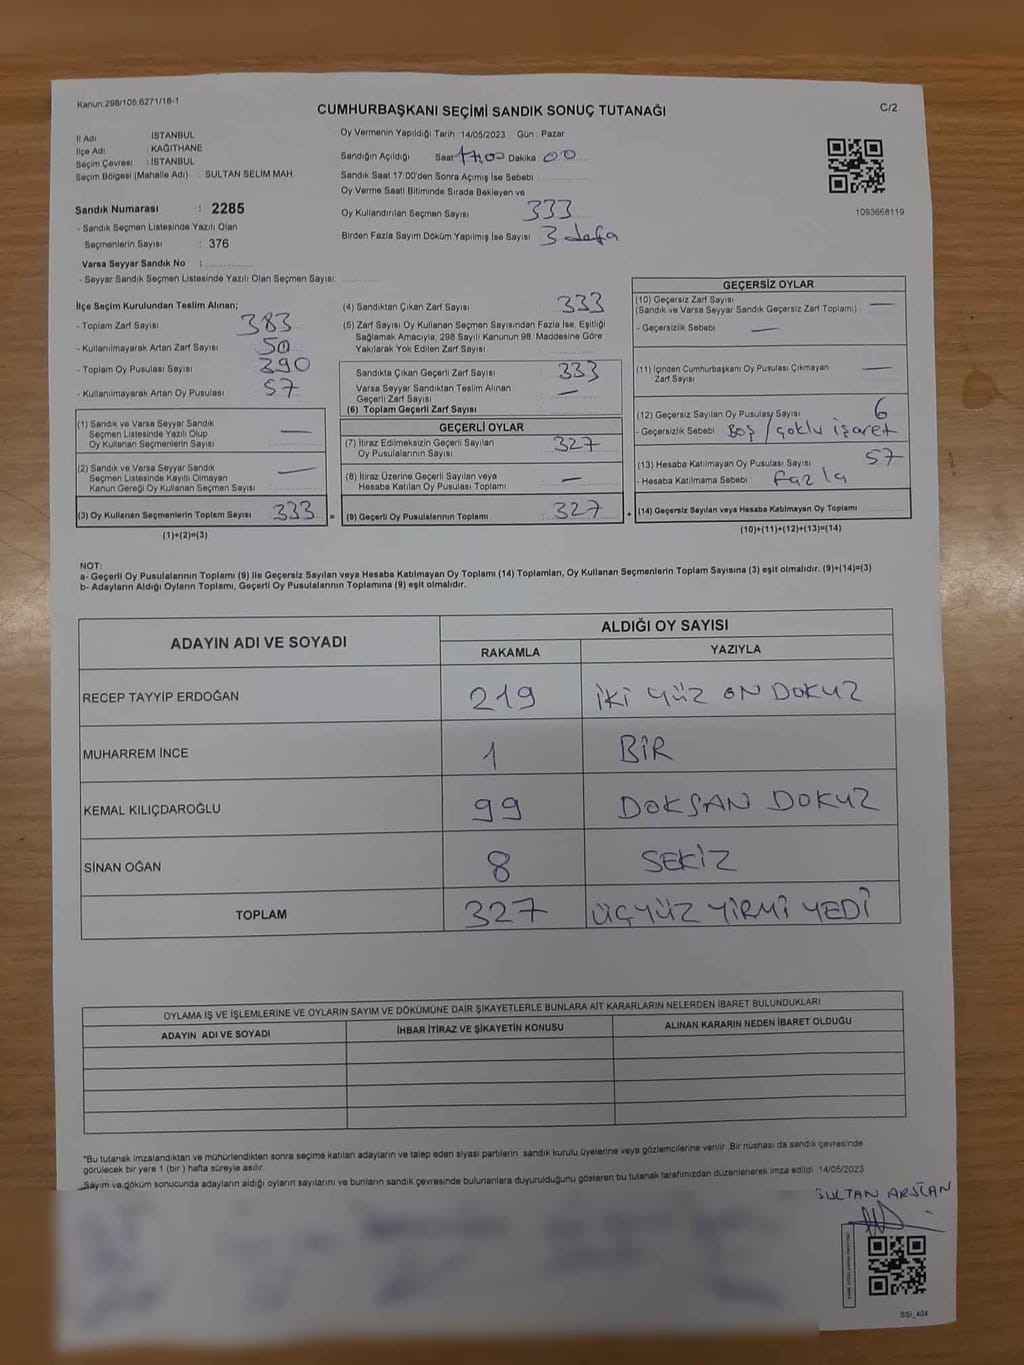 Kanun:298/105,6271/18-1
CUMHURBAŞKANI SEÇİMİ SANDIK SONUÇ TUTANAĞI
C/2
İl Adı : İSTANBUL
İlçe Adı : KAĞITHANE
Seçim Çevresi : İSTANBUL
Seçim Bölgesi (Mahalle Adı) : SULTAN SELİM MAH.
Sandık Numarası : 2285
- Sandık Seçmen Listesinde Yazılı Olan
Seçmenlerin Sayısı : 376
Varsa Seyyar Sandık No :
- Seyyar Sandık Seçmen Listesinde Yazılı Olan Seçmen Sayısı:
Oy Vermenin Yapıldığı Tarih :14/05/2023 Gün : Pazar
Sandığın Açıldığı Saat 17:00 Dakika 00
Sandık Saat 17:00'den Sonra Açımış İse Sebebi
Oy Verme Saati Bitiminde Sırada Bekleyen ve
Oy Kullandırılan Seçmen Sayısı 333
Birden Fazla Sayım Döküm Yapılmış İse Sayısı 3 defa
1093668119
İlçe Seçim Kurulundan Teslim Alınan;
- Toplam Zarf Sayısı 383
- Kullanılmayarak Artan Zarf Sayısı 50
- Toplam Oy Pusulası Sayısı 390
- Kullanılmayarak Artan Oy Pusulası 57
(1) Sandık ve Varsa Seyyar Sandık
Seçmen Listesinde Yazılı Olup
Oy Kullanan Seçmenlerin Sayısı —
(2) Sandık ve Varsa Seyyar Sandık
Seçmen Listesinde Kayıtlı Olmayan
Kanun Gereği Oy Kullanan Seçmen Sayısı —
(3) Oy Kullanan Seçmenlerin Toplam Sayısı 333 =
(1)+(2)=(3)
(4) Sandıktan Çıkan Zarf Sayısı 333
(5) Zarf Sayısı Oy Kullanan Seçmen Sayısından Fazla İse, Eşitliği
Sağlamak Amacıyla, 298 Sayılı Kanunun 98. Maddesine Göre
Yakılarak Yok Edilen Zarf Sayısı :
Sandıkta Çıkan Geçerli Zarf Sayısı 333
Varsa Seyyar Sandıktan Teslim Alınan
Geçerli Zarf Sayısı —
(6) Toplam Geçerli Zarf Sayısı :
GEÇERLİ OYLAR
(7) İtiraz Edilmeksizin Geçerli Sayılan
Oy Pusulalarının Sayısı 327
(8) İtiraz Üzerine Geçerli Sayılan veya
Hesaba Katılan Oy Pusulası Toplamı —
(9) Geçerli Oy Pusulalarının Toplamı 327 +
GEÇERSİZ OYLAR
(10) Geçersiz Zarf Sayısı
(Sandık ve Varsa Seyyar Sandık Geçersiz Zarf Toplamı) : —
- Geçersizlik Sebebi —
(11) İçinden Cumhurbaşkanı Oy Pusulası Çıkmayan
Zarf Sayısı —
(12) Geçersiz Sayılan Oy Pusulası Sayısı 6
- Geçersizlik Sebebi : BOŞ / çoklu işaret
(13) Hesaba Katılmayan Oy Pusulası Sayısı 57
- Hesaba Katılmama Sebebi : fazla
(14) Geçersiz Sayılan veya Hesaba Katılmayan Oy Toplamı
(10)+(11)+(12)+(13)=(14)
NOT:
a- Geçerli Oy Pusulalarının Toplamı (9) ile Geçersiz Sayılan veya Hesaba Katılmayan Oy Toplamı (14) Toplamları, Oy Kullanan Seçmenlerin Toplam Sayısına (3) eşit olmalıdır. (9)+(14)=(3)
b- Adayların Aldığı Oyların Toplamı, Geçerli Oy Pusulalarının Toplamına (9) eşit olmalıdır.
ADAYIN ADI VE SOYADI
ALDIĞI OY SAYISI
RAKAMLA YAZIYLA
RECEP TAYYİP ERDOĞAN 219 İKİ YÜZ ON DOKUZ
MUHARREM İNCE 1 BİR
KEMAL KILIÇDAROĞLU 99 DOKSAN DOKUZ
SİNAN OĞAN 8 SEKİZ
TOPLAM 327 ÜÇYÜZ YİRMİ YEDİ
OYLAMA İŞ VE İŞLEMLERİNE VE OYLARIN SAYIM VE DÖKÜMÜNE DAİR ŞİKAYETLERLE BUNLARA AİT KARARLARIN NELERDEN İBARET BULUNDUKLARI
ADAYIN ADI VE SOYADI İHBAR İTİRAZ VE ŞİKAYETİN KONUSU ALINAN KARARIN NEDEN İBARET OLDUĞU
*Bu tutanak imzalandıktan ve mühürlendikten sonra seçime katılan adayların ve talep eden siyasi partilerin sandık kurulu üyelerine veya gözlemcilerine verilir. Bir nüshası da sandık çevresinde
görülecek bir yere 1 (bir) hafta süreyle asılır.
Sayım ve döküm sonucunda adayların aldığı oyların sayılarını ve bunların sandık çevresinde bulunanlara duyurulduğunu gösteren bu tutanak tarafımızdan düzenlenerek imza edildi. 14/05/2023
SULTAN ARSLAN
SSİ_404